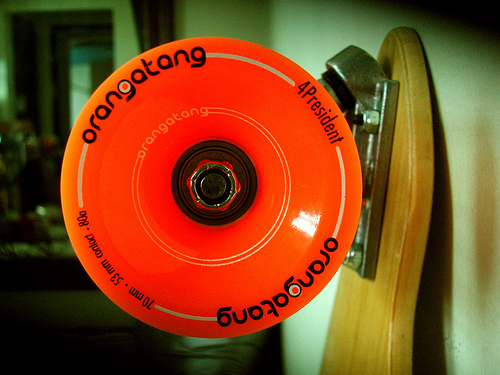 orangatang
4President
orangatang
70mm • 53mm contact • 80a
orangatang